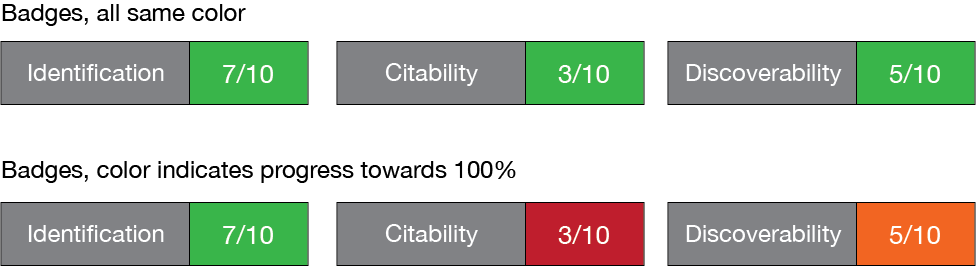 Badges, all same color
Identification 7/10 Citability 3/10 Discoverability 5/10
Badges, color indicates progress towards 100%
Identification 7/10 Citability 3/10 Discoverability 5/10